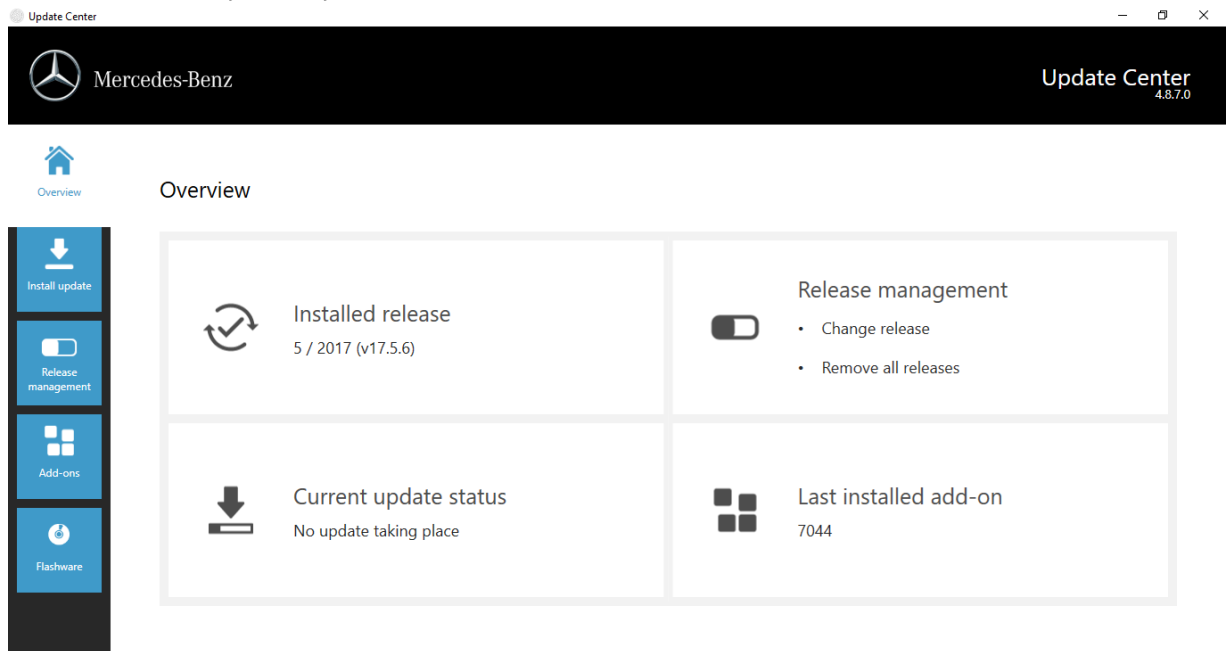 Update Center
Mercedes-Benz
Update Center
4.8.7.0
Overview
Overview
Install update
Release
management
Add-ons
Flashware
Installed release
5 / 2017 (v17.5.6)
Release management
• Change release
• Remove all releases
Current update status
No update taking place
Last installed add-on
7044